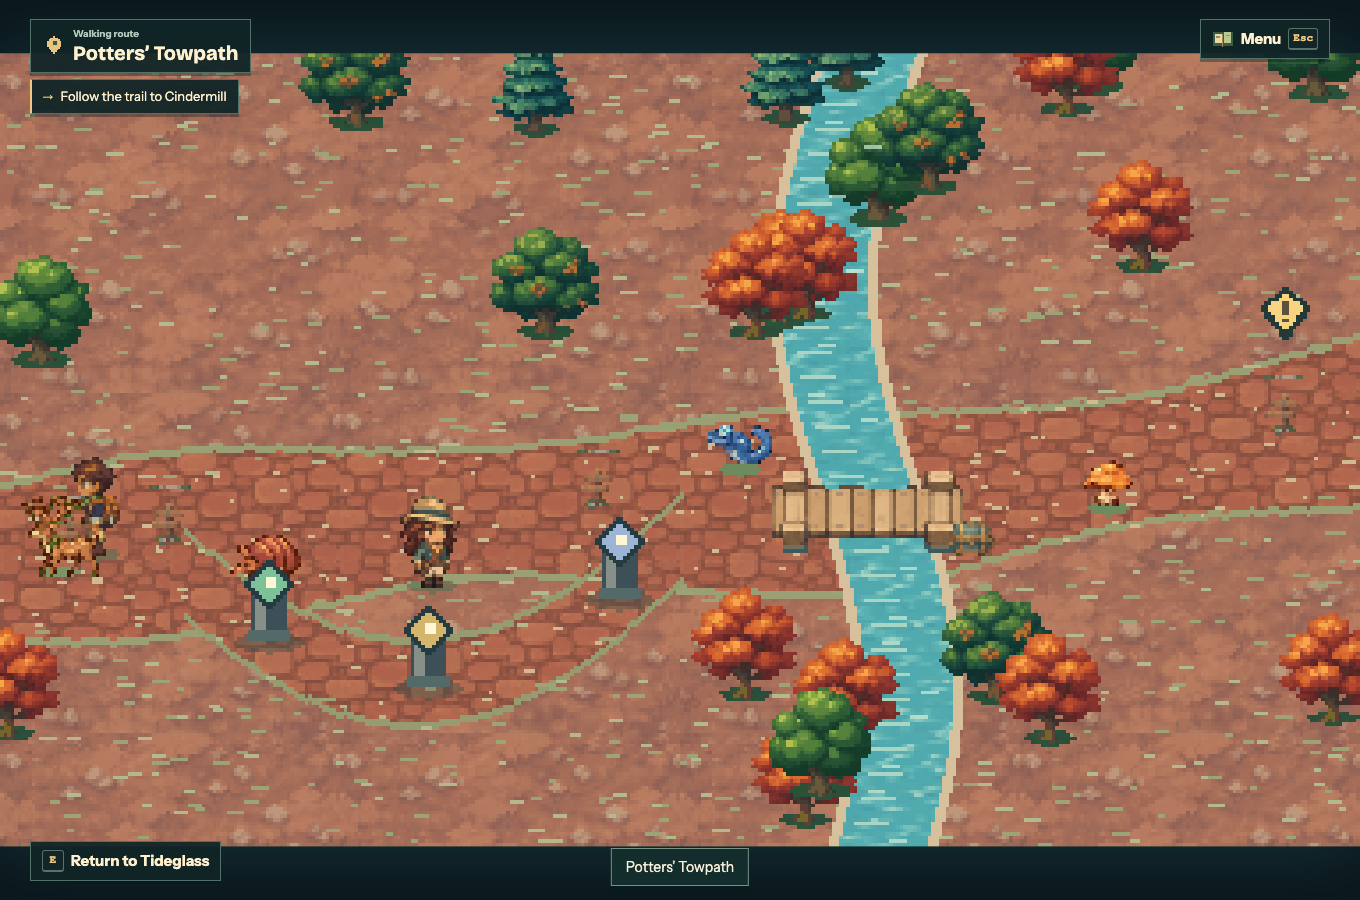 Walking route
Potters' Towpath
→ Follow the trail to Cindermill
Menu Esc
E Return to Tideglass
Potters' Towpath